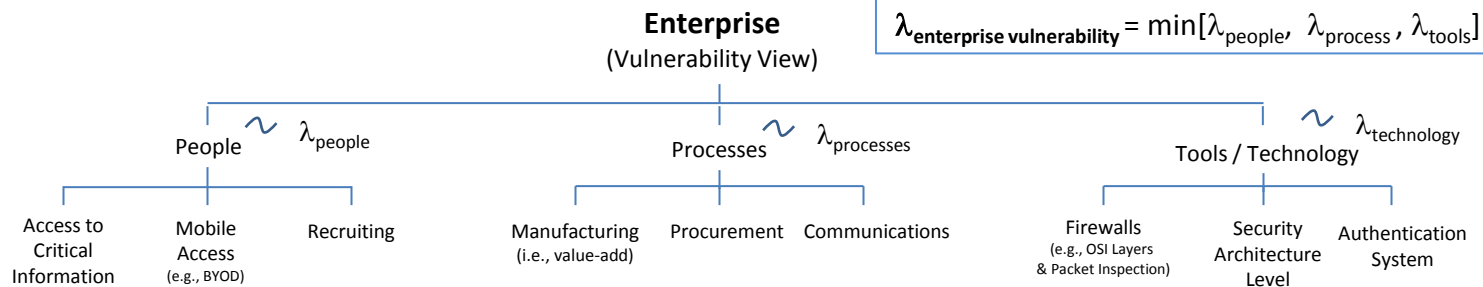 Enterprise
(Vulnerability View)
λenterprise vulnerability = min[λpeople, λprocess , λtools]
People
λpeople
Processes
λprocesses
Tools / Technology
λtechnology
Access to
Critical
Information
Mobile
Access
(e.g., BYOD)
Recruiting
Manufacturing
(i.e., value-add)
Procurement
Communications
Firewalls
(e.g., OSI Layers
& Packet Inspection)
Security
Architecture
Level
Authentication
System